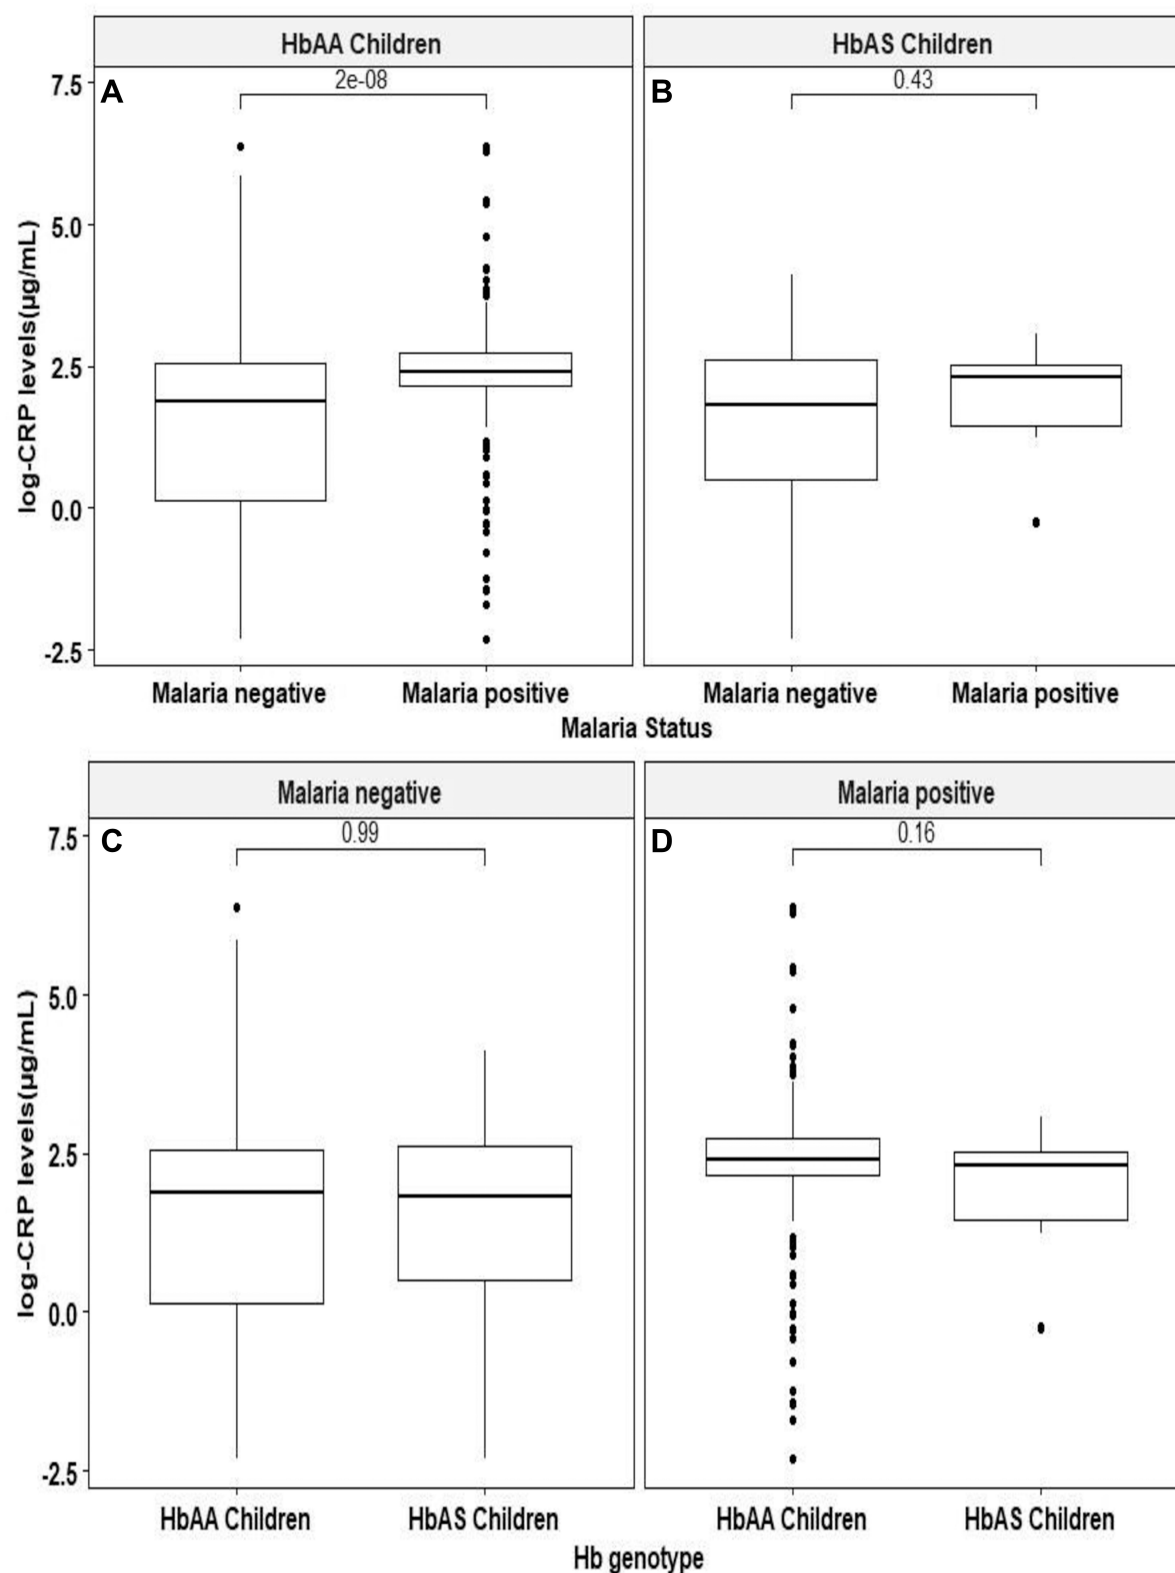 HbAA Children HbAS Children
7.5 A 2e-08 B 0.43
5.0
2.5
0.0
-2.5
log-CRP levels(µg/mL)
Malaria negative Malaria positive Malaria negative Malaria positive
Malaria Status
Malaria negative Malaria positive
7.5 C 0.99 D 0.16
5.0
2.5
0.0
-2.5
log-CRP levels(µg/mL)
HbAA Children HbAS Children HbAA Children HbAS Children
Hb genotype